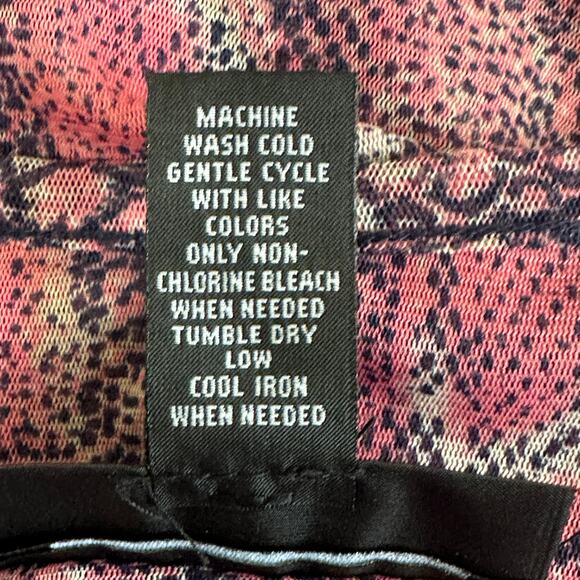 MACHINE
WASH COLD
GENTLE CYCLE
WITH LIKE
COLORS
ONLY NON-
CHLORINE BLEACH
WHEN NEEDED
TUMBLE DRY
LOW
COOL IRON
WHEN NEEDED